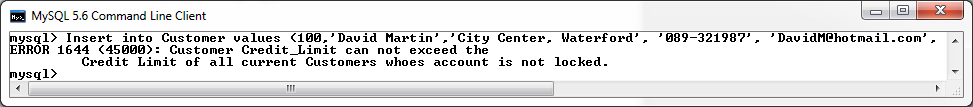 MySQL 5.6 Command Line Client
mysql> Insert into Customer values (100,'David Martin','City Center, Waterford', '089-321987', 'DavidM@hotmail.com',
ERROR 1644 (45000): Customer Credit_Limit can not exceed the
Credit Limit of all current Customers whoes account is not locked.
mysql>